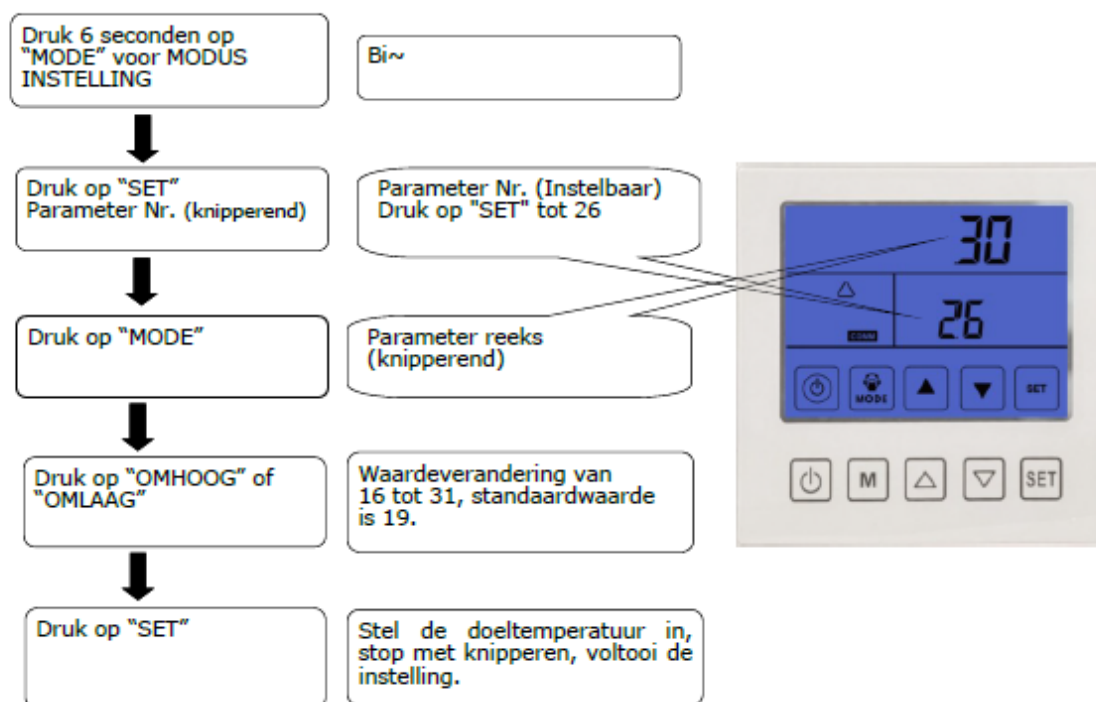 Druk 6 seconden op
“MODE” voor MODUS
INSTELLING
Bi~
Druk op “SET”
Parameter Nr. (knipperend)
Parameter Nr. (Instelbaar)
Druk op "SET" tot 26
Druk op “MODE”
Parameter reeks
(knipperend)
Druk op “OMHOOG” of
“OMLAAG”
Waardeverandering van
16 tot 31, standaardwaarde
is 19.
Druk op “SET”
Stel de doeltemperatuur in,
stop met knipperen, voltooi de
instelling.
30
26
COMM
MODE
SET
M
SET